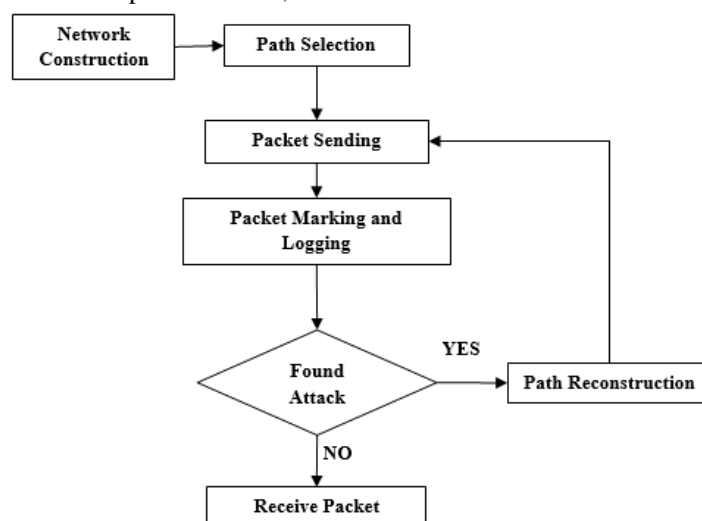 Network
Construction
Path Selection
Packet Sending
Packet Marking and
Logging
YES
Found
Attack
Path Reconstruction
NO
Receive Packet